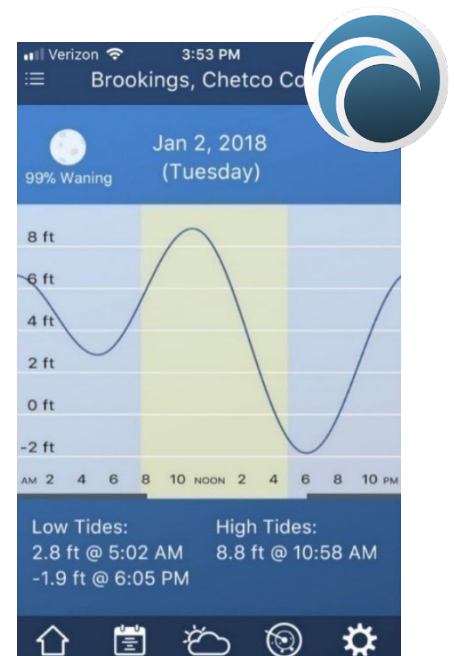 Verizon 3:53 PM
Brookings, Chetco Co
Jan 2, 2018
99% Waning (Tuesday)
8 ft
6 ft
4 ft
2 ft
0 ft
-2 ft
AM 2 4 6 8 10 NOON 2 4 6 8 10 PM
Low Tides: High Tides:
2.8 ft @ 5:02 AM 8.8 ft @ 10:58 AM
-1.9 ft @ 6:05 PM